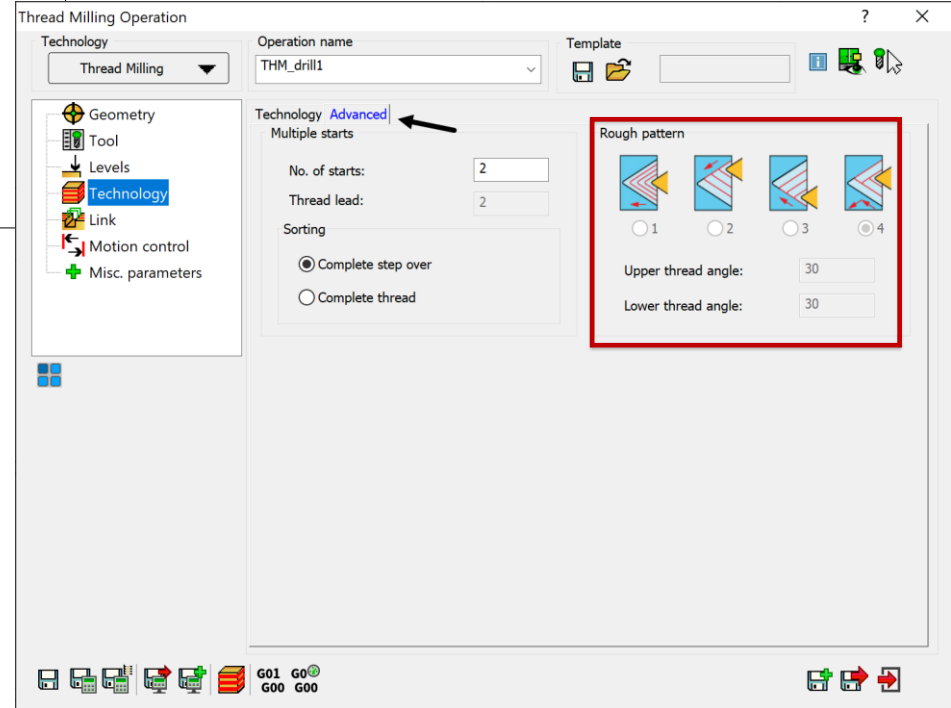 Thread Milling Operation
?
Technology
Operation name
Template
Thread Milling
THM_drill1
i
Geometry
Tool
Levels
Technology
Link
Motion control
Misc. parameters
Technology Advanced
Multiple starts
No. of starts: 2
Thread lead: 2
Sorting
Complete step over
Complete thread
Rough pattern
1 2 3 4
Upper thread angle: 30
Lower thread angle: 30
G01 G0
G00 G00